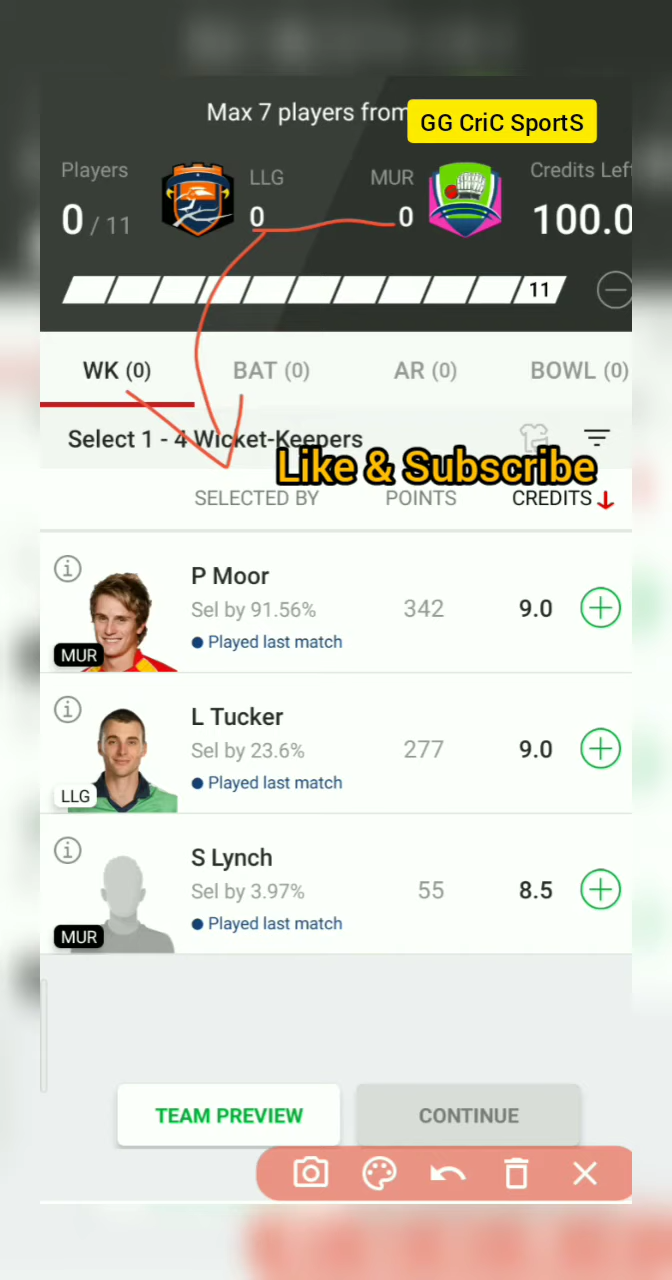 Max 7 players from
GG CriC SportS
Players
LLG
MUR
Credits Left
0 / 11
0
0
100.0
11
WK (0)
BAT (0)
AR (0)
BOWL (0)
Select 1 - 4 Wicket-Keepers
Like & Subscribe
SELECTED BY
POINTS
CREDITS
P Moor
Sel by 91.56%
342
9.0
Played last match
MUR
L Tucker
Sel by 23.6%
277
9.0
Played last match
LLG
S Lynch
Sel by 3.97%
55
8.5
Played last match
MUR
TEAM PREVIEW
CONTINUE